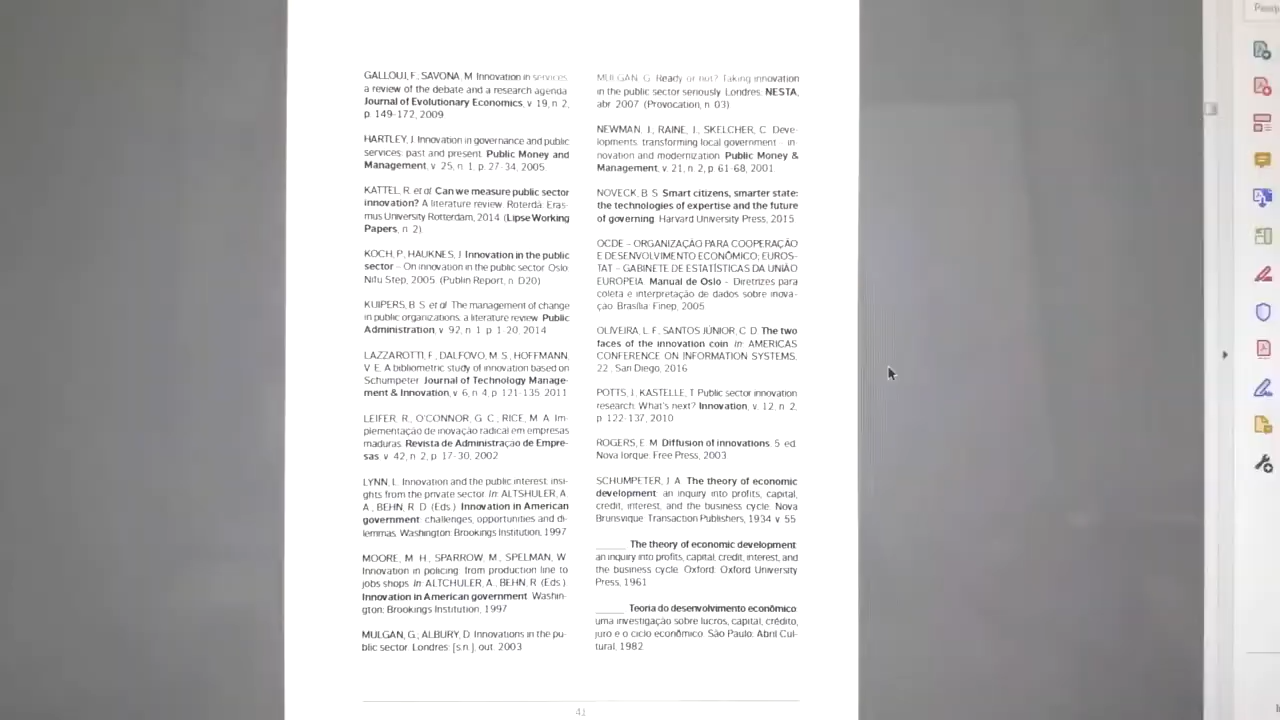 GALLOUJ, F.; SAVONA, M. Innovation in services:
a review of the debate and a research agenda.
Journal of Evolutionary Economics, v. 19, n. 2,
p. 149-172, 2009.
HARTLEY, J. Innovation in governance and public
services: past and present. Public Money and
Management, v. 25, n. 1, p. 27-34, 2005.
KATTEL, R. et al. Can we measure public sector
innovation? A literature review. Roterdã: Eras-
mus University Rotterdam, 2014. (Lipse Working
Papers, n. 2).
KOCH, P.; HAUKNES, J. Innovation in the public
sector – On innovation in the public sector. Oslo:
Nifu Step, 2005. (Publin Report, n. D20).
KUIPERS, B. S. et al. The management of change
in public organizations: a literature review. Public
Administration, v. 92, n. 1, p. 1-20, 2014.
LAZZAROTTI, F.; DALFOVO, M. S.; HOFFMANN,
V. E. A bibliometric study of innovation based on
Schumpeter. Journal of Technology Manage-
ment & Innovation, v. 6, n. 4, p. 121-135, 2011.
LEIFER, R.; O'CONNOR, G. C.; RICE, M. A. Im-
plementação de inovação radical em empresas
maduras. Revista de Administração de Empre-
sas, v. 42, n. 2, p. 17-30, 2002.
LYNN, L. Innovation and the public interest: insi-
ghts from the private sector. In: ALTSHULER, A.
A.; BEHN, R. D. (Eds.). Innovation in American
government: challenges, opportunities and di-
lemmas. Washington: Brookings Institution, 1997.
MOORE, M. H.; SPARROW, M.; SPELMAN, W.
Innovation in policing: from production line to
jobs shops. In: ALTCHULER, A.; BEHN, R. (Eds.).
Innovation in American government. Washin-
gton: Brookings Institution, 1997.
MULGAN, G.; ALBURY, D. Innovations in the pu-
blic sector. Londres: [s.n.], out. 2003.
MULGAN, G. Ready or not? Taking innovation
in the public sector seriously. Londres: NESTA,
abr. 2007. (Provocation, n. 03).
NEWMAN, J.; RAINE, J.; SKELCHER, C. Deve-
lopments: transforming local government – in-
novation and modernization. Public Money &
Management, v. 21, n. 2, p. 61-68, 2001.
NOVECK, B. S. Smart citizens, smarter state:
the technologies of expertise and the future
of governing. Harvard University Press, 2015.
OCDE – ORGANIZAÇÃO PARA COOPERAÇÃO
E DESENVOLVIMENTO ECONÔMICO; EUROS-
TAT – GABINETE DE ESTATÍSTICAS DA UNIÃO
EUROPEIA. Manual de Oslo – Diretrizes para
coleta e interpretação de dados sobre inova-
ção. Brasília: Finep, 2005.
OLIVEIRA, L. F.; SANTOS JÚNIOR, C. D. The two
faces of the innovation coin. In: AMERICAS
CONFERENCE ON INFORMATION SYSTEMS,
22., San Diego, 2016.
POTTS, J.; KASTELLE, T. Public sector innovation
research: What's next? Innovation, v. 12, n. 2,
p. 122-137, 2010.
ROGERS, E. M. Diffusion of innovations. 5. ed.
Nova Iorque: Free Press, 2003.
SCHUMPETER, J. A. The theory of economic
development: an inquiry into profits, capital,
credit, interest, and the business cycle. Nova
Brunsvique: Transaction Publishers, 1934. v. 55.
______. The theory of economic development:
an inquiry into profits, capital, credit, interest, and
the business cycle. Oxford: Oxford University
Press, 1961.
______. Teoria do desenvolvimento econômico:
uma investigação sobre lucros, capital, crédito,
juro e o ciclo econômico. São Paulo: Abril Cul-
tural, 1982.
41